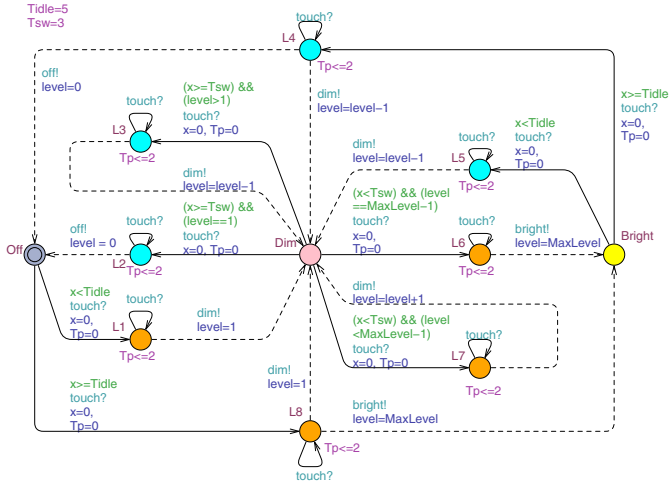 Tidle=5
Tsw=3
touch?
L4
Tp<=2
off!
level=0
dim!
level=level−1
x>=Tidle
touch?
x=0,
Tp=0
touch?
L3
Tp<=2
(x>=Tsw) &&
(level>1)
touch?
x=0, Tp=0
dim!
level=level−1
dim!
level=level−1
touch?
L5
Tp<=2
x<Tidle
touch?
x=0,
Tp=0
off!
level = 0
touch?
L2
Tp<=2
(x>=Tsw) &&
(level==1)
touch?
x=0, Tp=0
Off
Dim
(x<Tsw) && (level
==MaxLevel−1)
touch?
x=0,
Tp=0
touch?
L6
Tp<=2
bright!
level=MaxLevel
Bright
x<Tidle
touch?
x=0,
Tp=0
touch?
L1
Tp<=2
dim!
level=1
dim!
level=level+1
(x<Tsw) && (level
<MaxLevel−1)
touch?
x=0, Tp=0
touch?
L7
Tp<=2
x>=Tidle
touch?
x=0,
Tp=0
dim!
level=1
L8
Tp<=2
touch?
bright!
level=MaxLevel